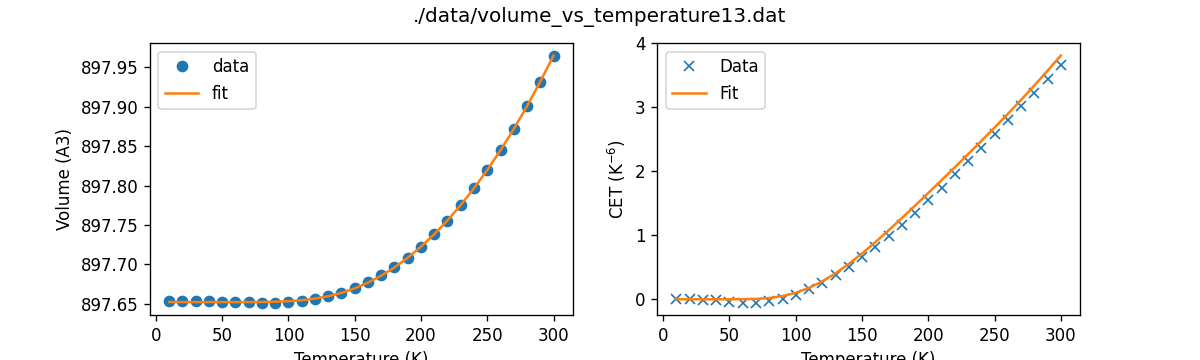 ./data/volume_vs_temperature13.dat
data
fit
897.95
897.90
897.85
897.80
897.75
897.70
897.65
Volume (A3)
0 50 100 150 200 250 300
Temperature (K)
Data
Fit
4
3
2
1
0
CET (K⁻⁶)
0 50 100 150 200 250 300
Temperature (K)